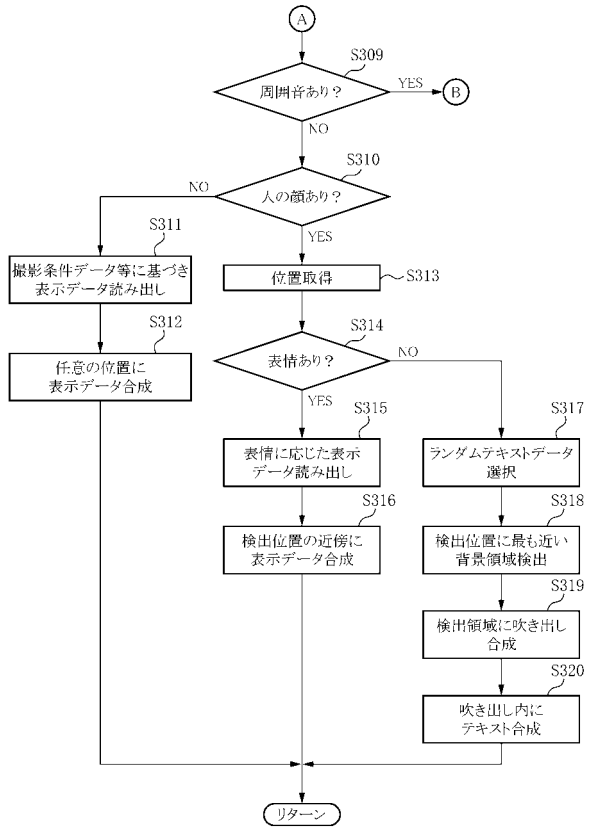 A
S309
周囲音あり?
YES
B
NO
S310
人の顔あり?
NO
YES
S311
撮影条件データ等に基づき
表示データ読み出し
S313
位置取得
S312
任意の位置に
表示データ合成
S314
表情あり?
NO
YES
S315
表情に応じた表示
データ読み出し
S317
ランダムテキストデータ
選択
S316
検出位置の近傍に
表示データ合成
S318
検出位置に最も近い
背景領域検出
S319
検出領域に吹き出し
合成
S320
吹き出し内に
テキスト合成
リターン